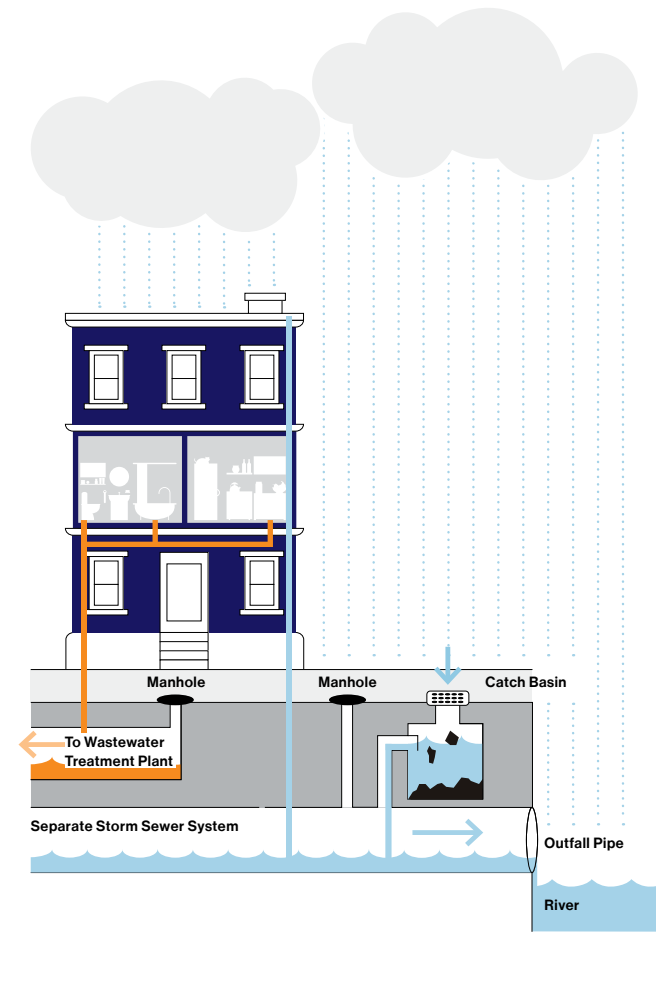 Manhole
Manhole
Catch Basin
To Wastewater
Treatment Plant
Separate Storm Sewer System
Outfall Pipe
River